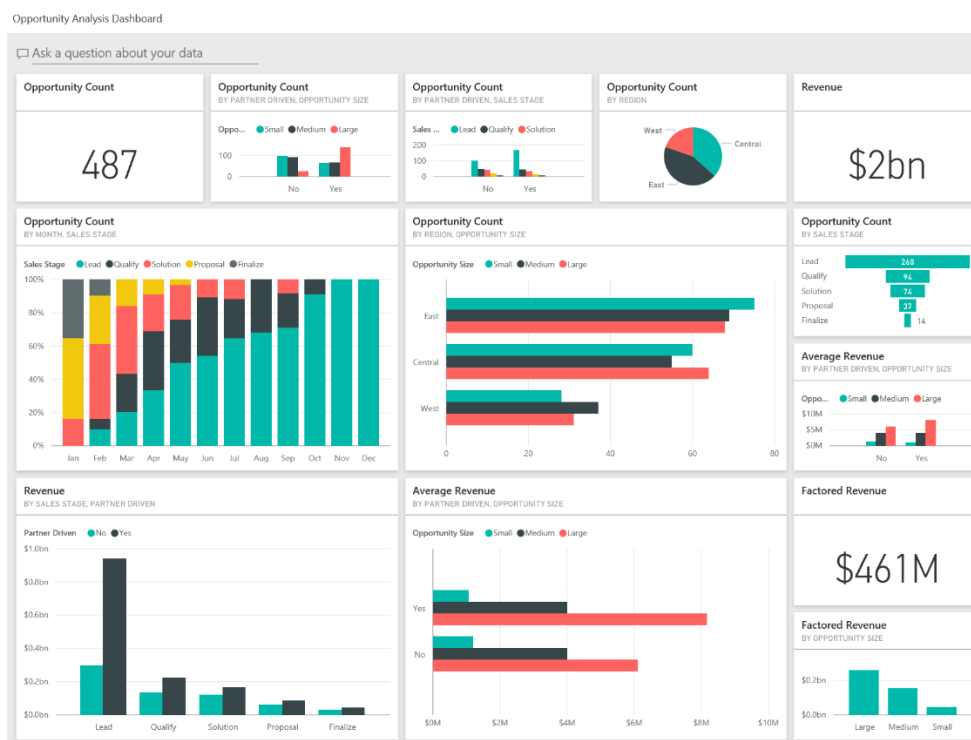 Opportunity Analysis Dashboard
Ask a question about your data
Opportunity Count
487
Opportunity Count
BY PARTNER DRIVEN, OPPORTUNITY SIZE
Oppo... Small Medium Large
100
0
No Yes
Opportunity Count
BY PARTNER DRIVEN, SALES STAGE
Sales ... Lead Qualify Solution
200
100
0
No Yes
Opportunity Count
BY REGION
West
Central
East
Revenue
$2bn
Opportunity Count
BY MONTH, SALES STAGE
Sales Stage Lead Qualify Solution Proposal Finalize
100%
80%
60%
40%
20%
0%
Jan Feb Mar Apr May Jun Jul Aug Sep Oct Nov Dec
Opportunity Count
BY REGION, OPPORTUNITY SIZE
Opportunity Size Small Medium Large
East
Central
West
0 20 40 60 80
Opportunity Count
BY SALES STAGE
Lead 268
Qualify 94
Solution 74
Proposal 37
Finalize 14
Average Revenue
BY PARTNER DRIVEN, OPPORTUNITY SIZE
Oppo... Small Medium Large
$10M
$5M
$0M
No Yes
Revenue
BY SALES STAGE, PARTNER DRIVEN
Partner Driven No Yes
$1.0bn
$0.8bn
$0.6bn
$0.4bn
$0.2bn
$0.0bn
Lead Qualify Solution Proposal Finalize
Average Revenue
BY PARTNER DRIVEN, OPPORTUNITY SIZE
Opportunity Size Small Medium Large
Yes
No
$0M $2M $4M $6M $8M $10M
Factored Revenue
$461M
Factored Revenue
BY OPPORTUNITY SIZE
$0.2bn
$0.0bn
Large Medium Small